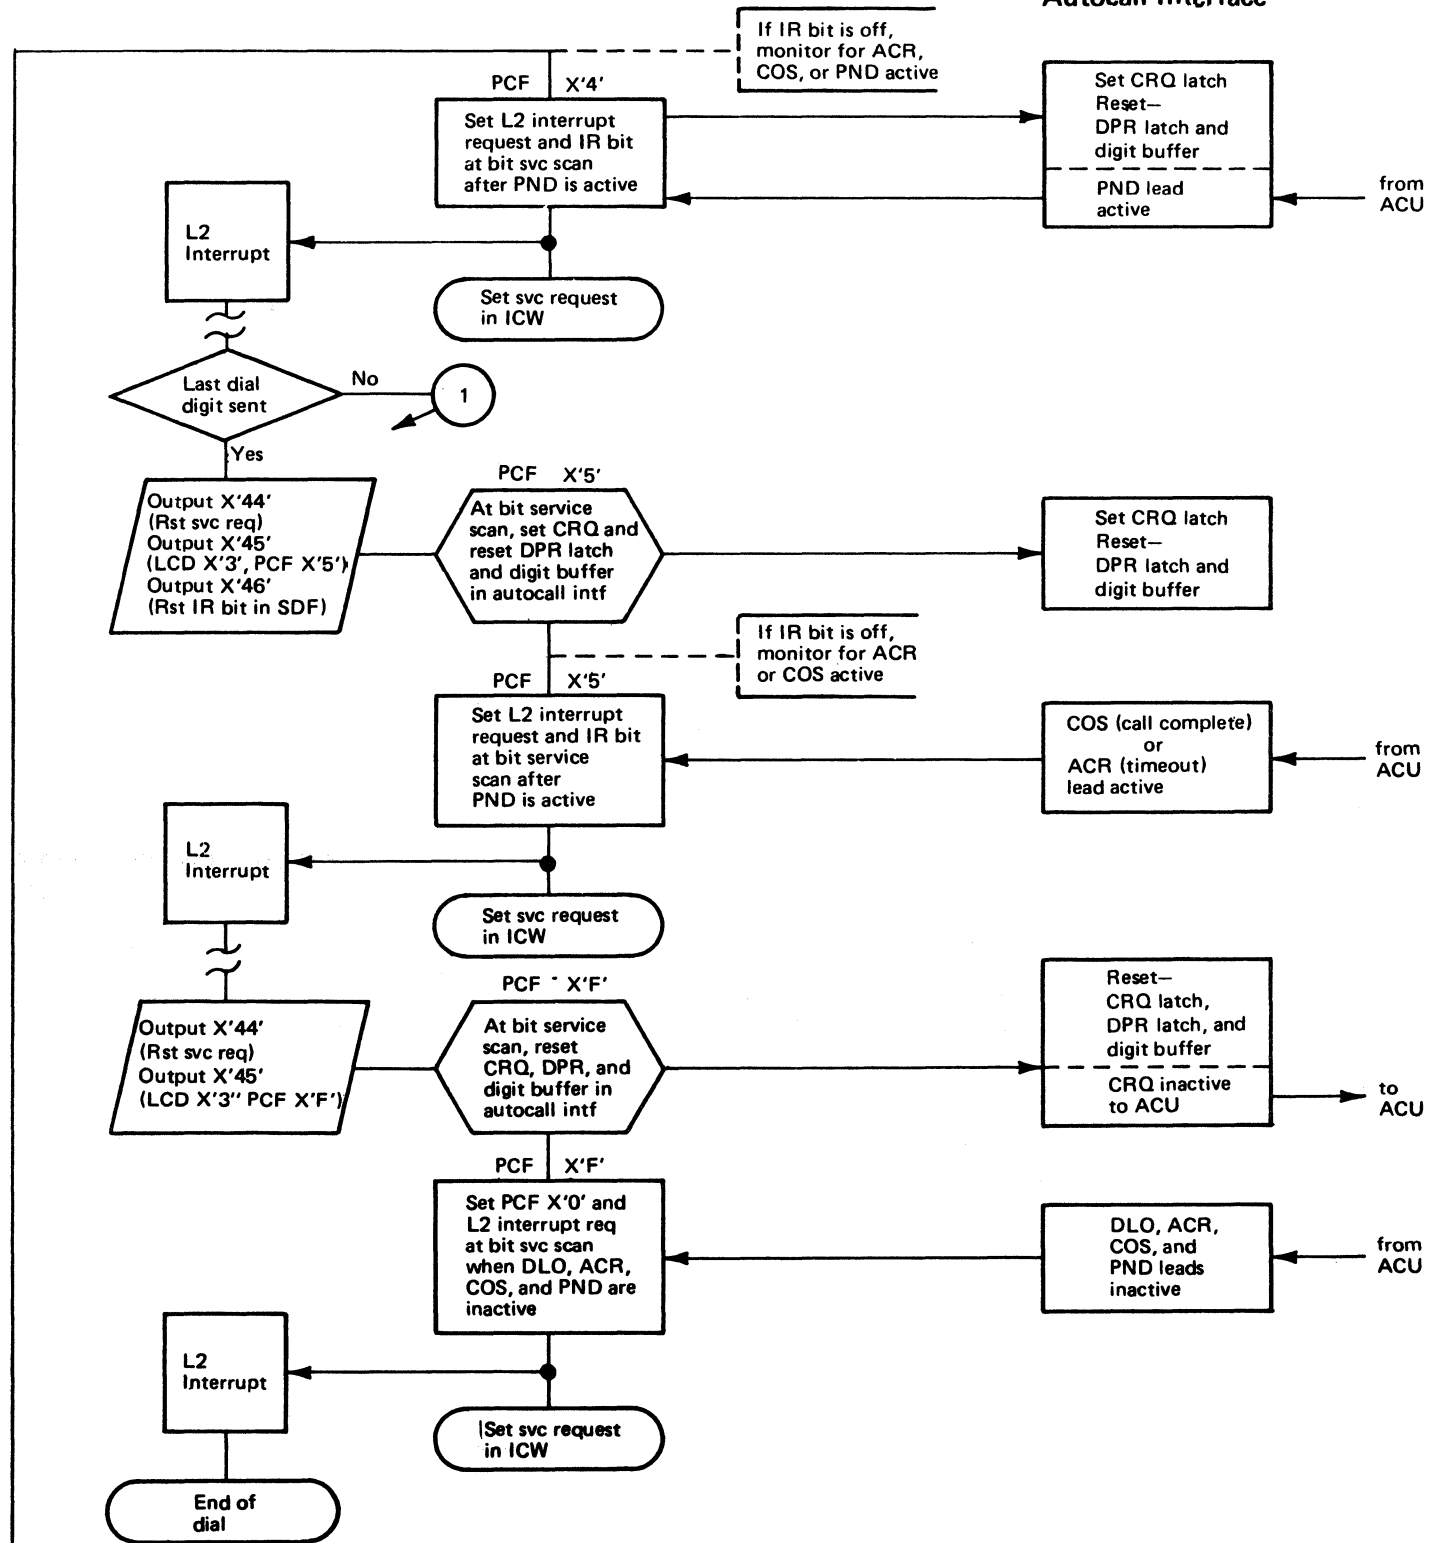 Autocall Interface
If IR bit is off,
monitor for ACR,
COS, or PND active
PCF X'4'
Set L2 interrupt
request and IR bit
at bit svc scan
after PND is active
Set CRQ latch
Reset—
DPR latch and
digit buffer
PND lead
active
from
ACU
L2
Interrupt
Set svc request
in ICW
Last dial
digit sent
No
1
Yes
Output X'44'
(Rst svc req)
Output X'45'
(LCD X'3', PCF X'5')
Output X'46'
(Rst IR bit in SDF)
PCF X'5'
At bit service
scan, set CRQ and
reset DPR latch
and digit buffer
in autocall intf
Set CRQ latch
Reset—
DPR latch and
digit buffer
If IR bit is off,
monitor for ACR
or COS active
PCF X'5'
Set L2 interrupt
request and IR bit
at bit service
scan after
PND is active
COS (call complete)
or
ACR (timeout)
lead active
from
ACU
L2
Interrupt
Set svc request
in ICW
PCF X'F'
Output X'44'
(Rst svc req)
Output X'45'
(LCD X'3'' PCF X'F')
At bit service
scan, reset
CRQ, DPR, and
digit buffer in
autocall intf
Reset—
CRQ latch,
DPR latch, and
digit buffer
CRQ inactive
to ACU
to
ACU
PCF X'F'
Set PCF X'0' and
L2 interrupt req
at bit svc scan
when DLO, ACR,
COS, and PND are
inactive
DLO, ACR,
COS, and
PND leads
inactive
from
ACU
L2
Interrupt
Set svc request
in ICW
End of
dial